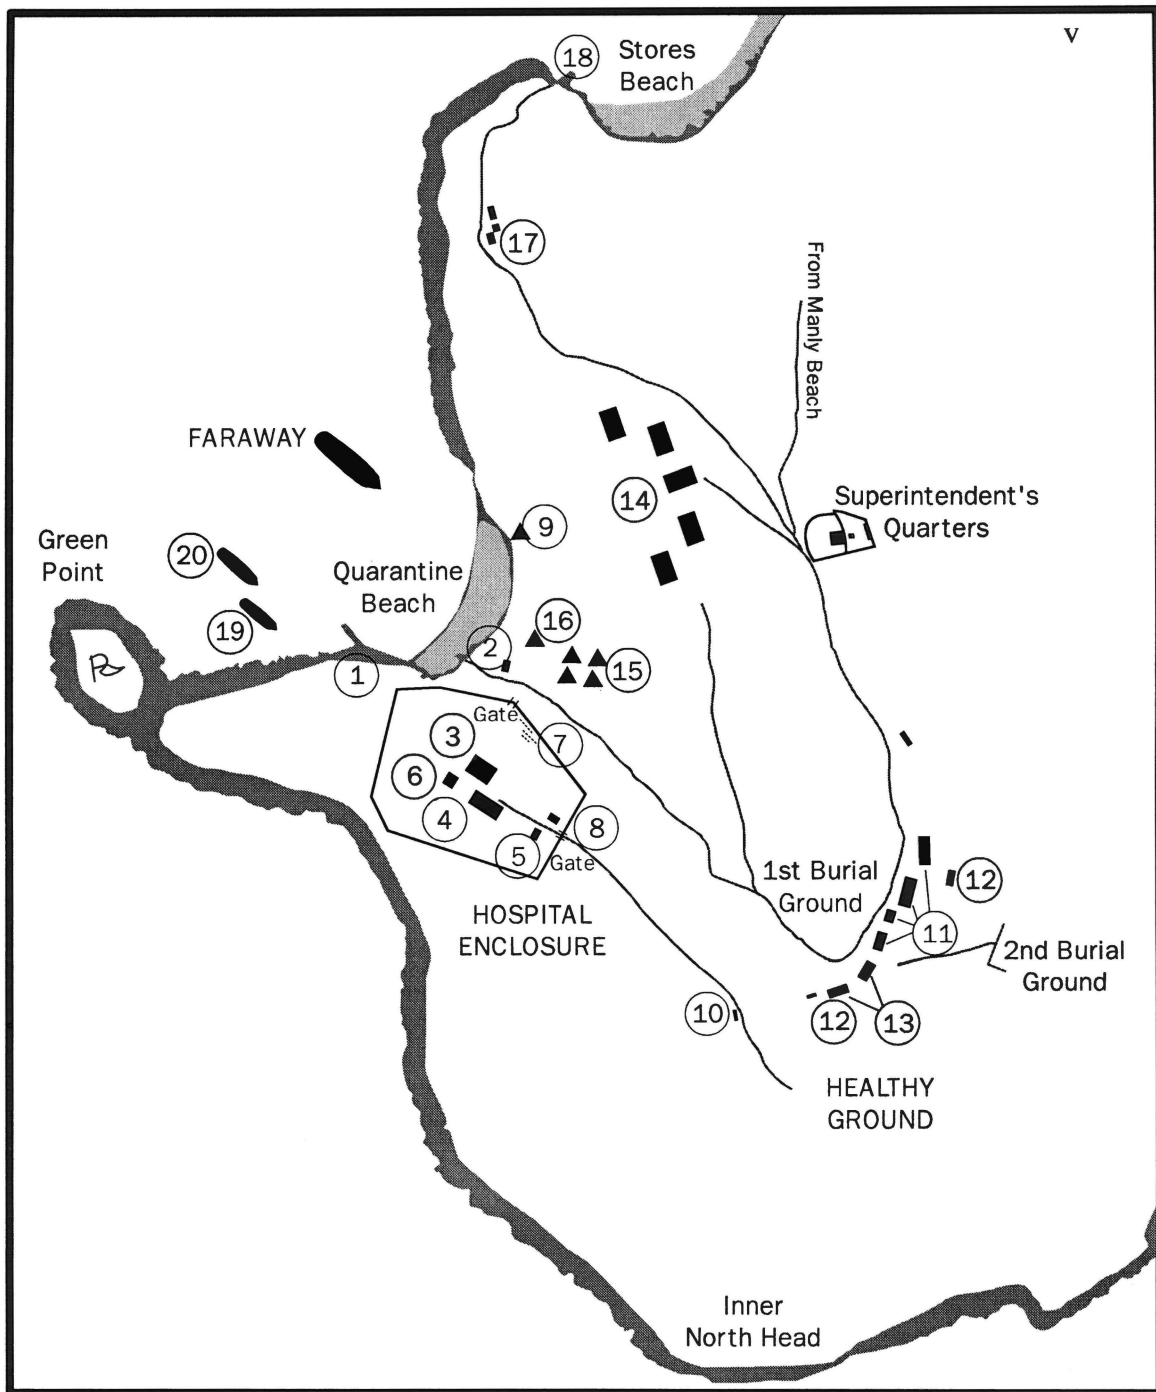 v
18
Stores
Beach
17
From Manly Beach
FARAWAY
14
Superintendent's
Quarters
9
Green
Point
20
Quarantine
Beach
19
16
2
15
1
Gate
3
7
6
4
8
5
Gate
1st Burial
Ground
12
HOSPITAL
ENCLOSURE
11
2nd Burial
Ground
10
12
13
HEALTHY
GROUND
Inner
North Head